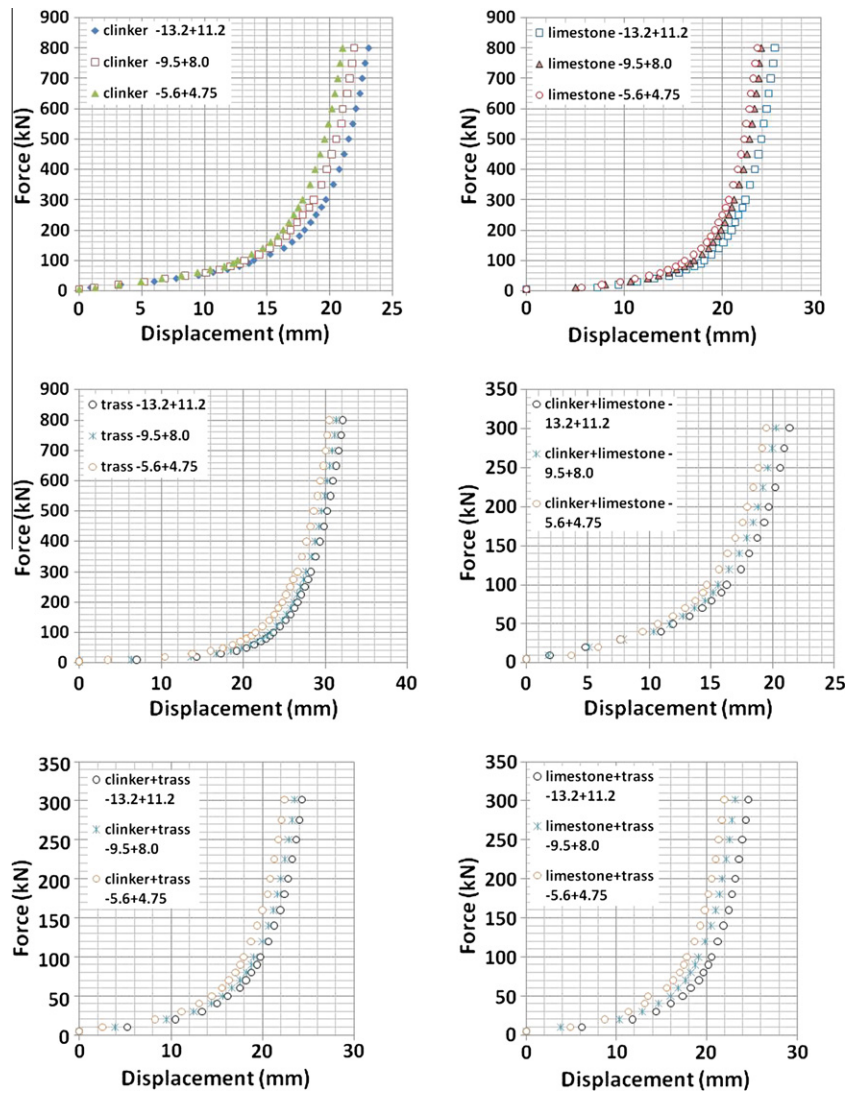 900
800
700
600
500
400
300
200
100
0
Force (kN)
clinker -13.2+11.2
clinker -9.5+8.0
clinker -5.6+4.75
0 5 10 15 20 25
Displacement (mm)
900
800
700
600
500
400
300
200
100
0
Force (kN)
limestone -13.2+11.2
limestone -9.5+8.0
limestone -5.6+4.75
0 10 20 30
Displacement (mm)
900
800
700
600
500
400
300
200
100
0
Force (kN)
trass -13.2+11.2
trass -9.5+8.0
trass -5.6+4.75
0 10 20 30 40
Displacement (mm)
350
300
250
200
150
100
50
0
Force (kN)
clinker+limestone -
13.2+11.2
clinker+limestone -
9.5+8.0
clinker+limestone -
5.6+4.75
0 5 10 15 20 25
Displacement (mm)
350
300
250
200
150
100
50
0
Force (kN)
clinker+trass
-13.2+11.2
clinker+trass
-9.5+8.0
clinker+trass
-5.6+4.75
0 10 20 30
Displacement (mm)
350
300
250
200
150
100
50
0
Force (kN)
limestone+trass
-13.2+11.2
limestone+trass
-9.5+8.0
limestone+trass
-5.6+4.75
0 10 20 30
Displacement (mm)